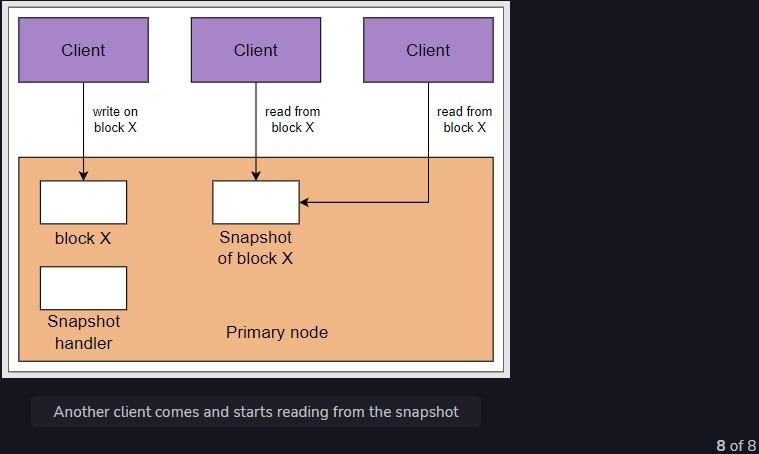 Client
Client
Client
write on
block X
read from
block X
read from
block X
block X
Snapshot
of block X
Snapshot
handler
Primary node
Another client comes and starts reading from the snapshot
8 of 8